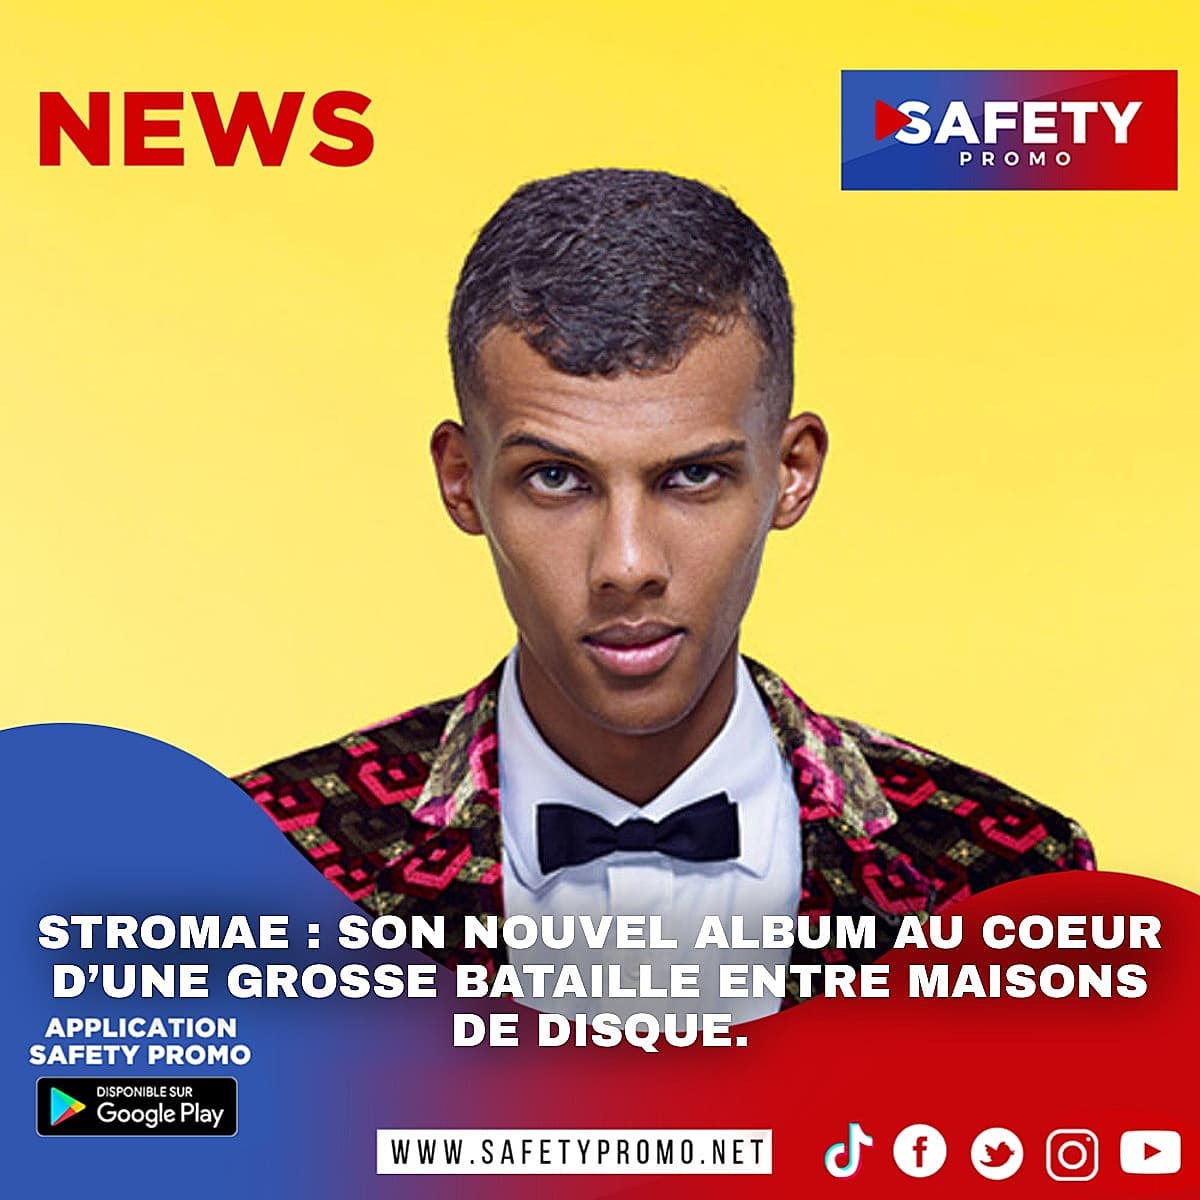 NEWS
SAFETY
PROMO
STROMAE : SON NOUVEL ALBUM AU COEUR
D’UNE GROSSE BATAILLE ENTRE MAISONS
DE DISQUE.
APPLICATION
SAFETY PROMO
DISPONIBLE SUR
Google Play
WWW.SAFETYPROMO.NET